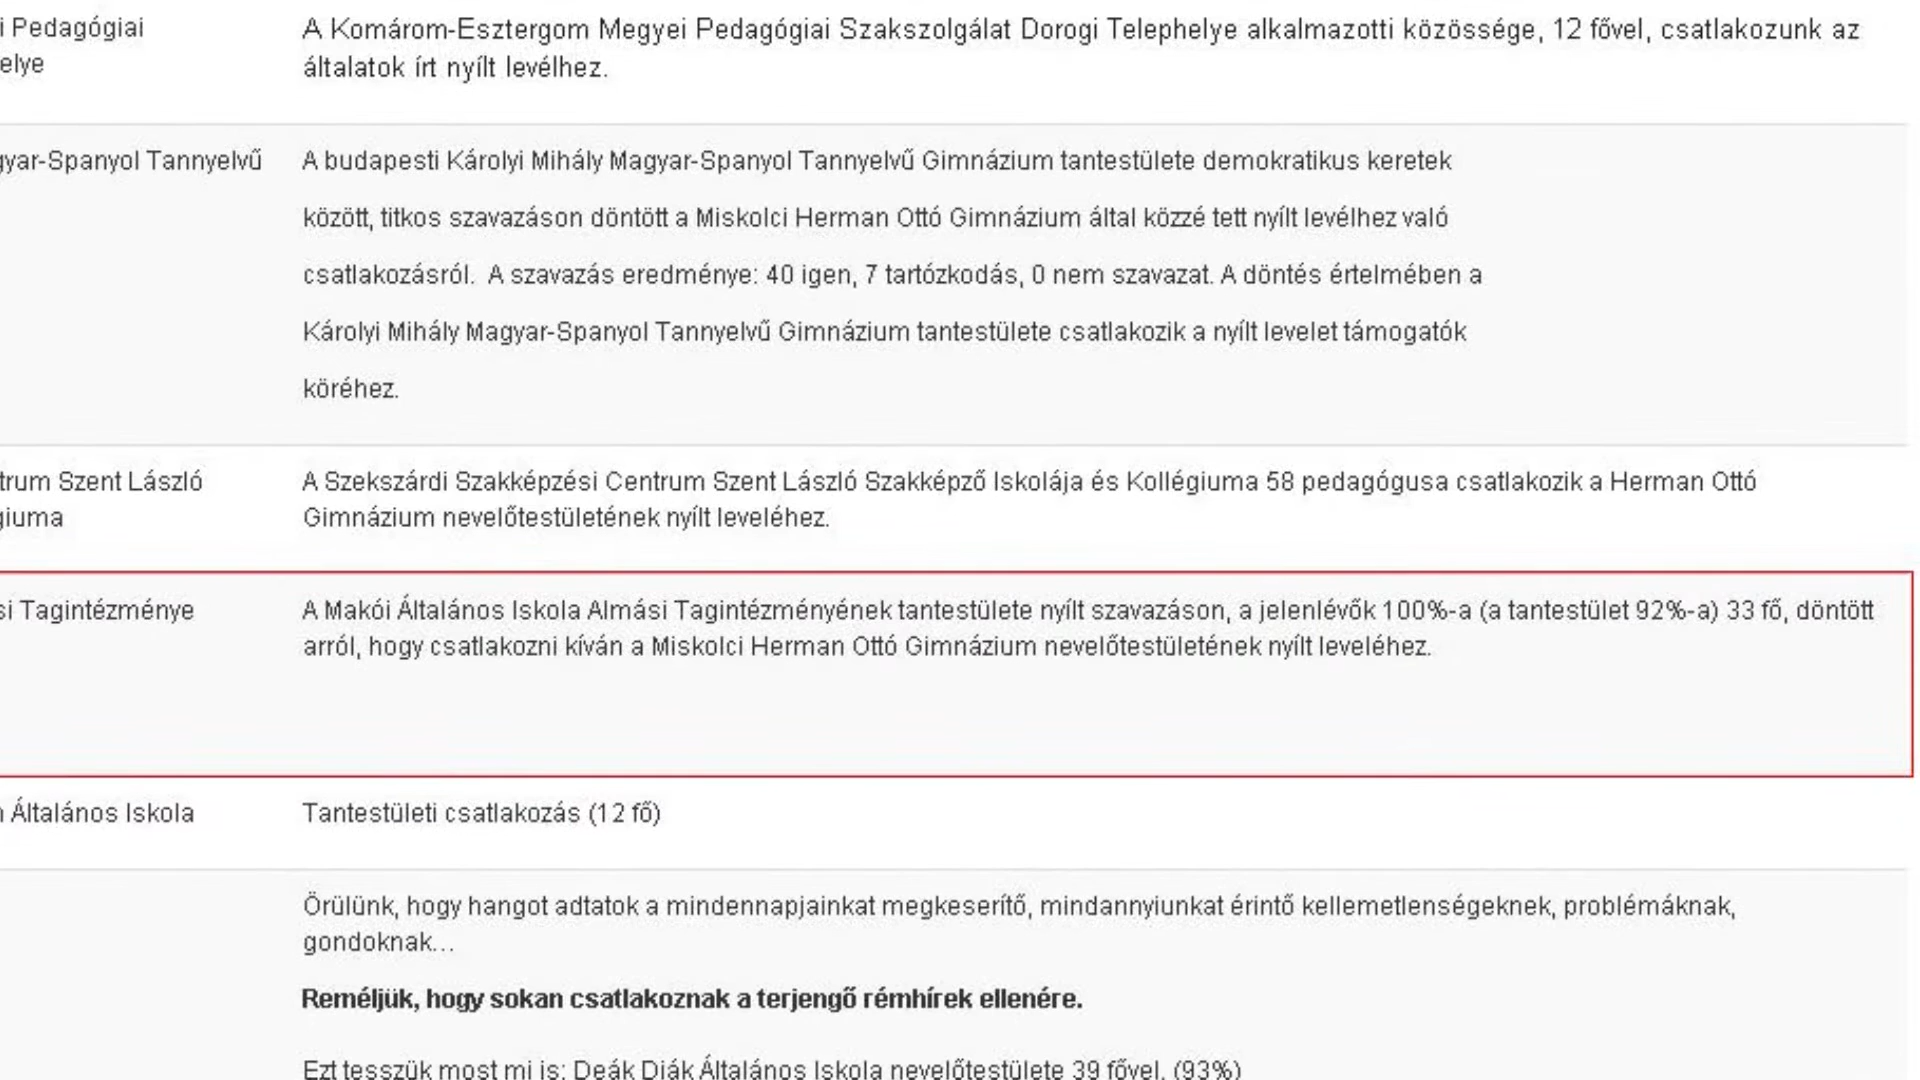 i Pedagógiai
elye
A Komárom-Esztergom Megyei Pedagógiai Szakszolgálat Dorogi Telephelye alkalmazotti közössége, 12 fővel, csatlakozunk az
általatok írt nyílt levélhez.
gyar-Spanyol Tannyelvű
A budapesti Károlyi Mihály Magyar-Spanyol Tannyelvű Gimnázium tantestülete demokratikus keretek
között, titkos szavazáson döntött a Miskolci Herman Ottó Gimnázium által közzé tett nyílt levélhez való
csatlakozásról. A szavazás eredménye: 40 igen, 7 tartózkodás, 0 nem szavazat. A döntés értelmében a
Károlyi Mihály Magyar-Spanyol Tannyelvű Gimnázium tantestülete csatlakozik a nyílt levelet támogatók
köréhez.
trum Szent László
giuma
A Szekszárdi Szakképzési Centrum Szent László Szakképző Iskolája és Kollégiuma 58 pedagógusa csatlakozik a Herman Ottó
Gimnázium nevelőtestületének nyílt leveléhez.
si Tagintézménye
A Makói Általános Iskola Almási Tagintézményének tantestülete nyílt szavazáson, a jelenlévők 100%-a (a tantestület 92%-a) 33 fő, döntött
arról, hogy csatlakozni kíván a Miskolci Herman Ottó Gimnázium nevelőtestületének nyílt leveléhez.
Általános Iskola
Tantestületi csatlakozás (12 fő)
Örülünk, hogy hangot adtatok a mindennapjainkat megkeserítő, mindannyiunkat érintő kellemetlenségeknek, problémáknak,
gondoknak...
Reméljük, hogy sokan csatlakoznak a terjengő rémhírek ellenére.
Ezt tesszük most mi is: Deák Diák Általános Iskola nevelőtestülete 39 fővel. (93%)